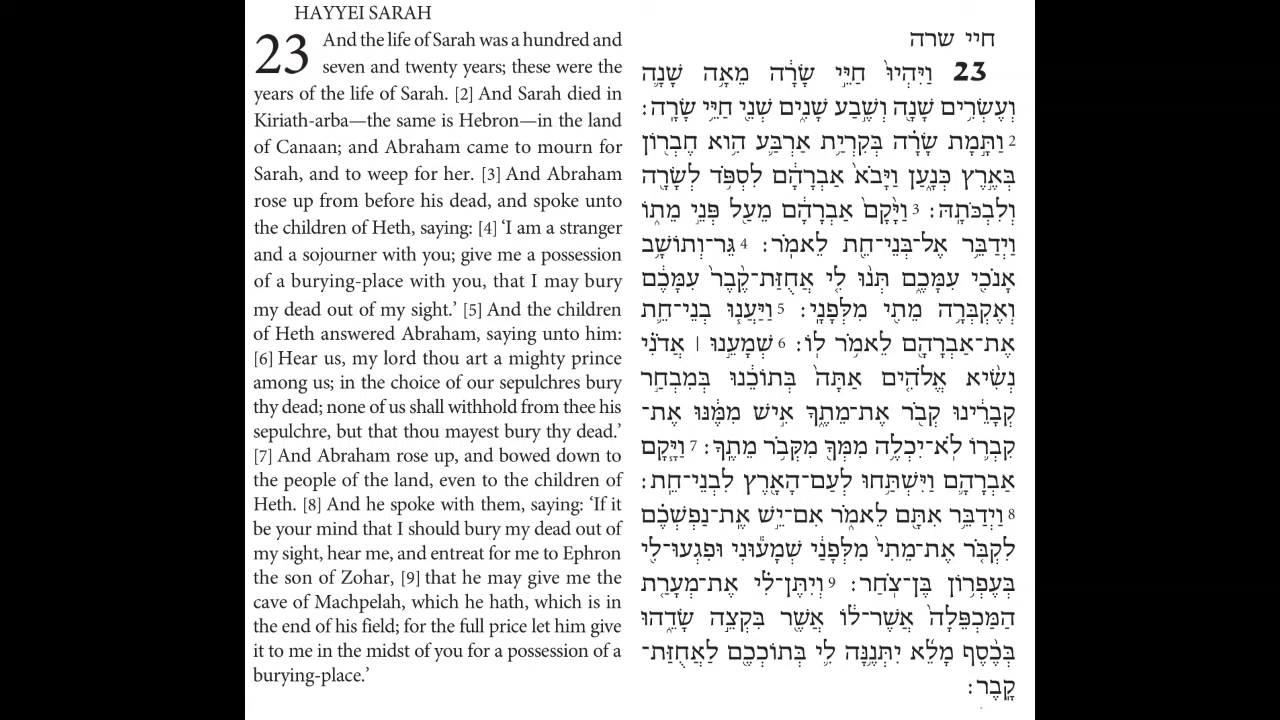 HAYYEI SARAH
23 And the life of Sarah was a hundred and
seven and twenty years; these were the
years of the life of Sarah. [2] And Sarah died in
Kiriath-arba—the same is Hebron—in the land
of Canaan; and Abraham came to mourn for
Sarah, and to weep for her. [3] And Abraham
rose up from before his dead, and spoke unto
the children of Heth, saying: [4] ‘I am a stranger
and a sojourner with you; give me a possession
of a burying-place with you, that I may bury
my dead out of my sight.’ [5] And the children
of Heth answered Abraham, saying unto him:
[6] Hear us, my lord thou art a mighty prince
among us; in the choice of our sepulchres bury
thy dead; none of us shall withhold from thee his
sepulchre, but that thou mayest bury thy dead.’
[7] And Abraham rose up, and bowed down to
the people of the land, even to the children of
Heth. [8] And he spoke with them, saying: ‘If it
be your mind that I should bury my dead out of
my sight, hear me, and entreat for me to Ephron
the son of Zohar, [9] that he may give me the
cave of Machpelah, which he hath, which is in
the end of his field; for the full price let him give
it to me in the midst of you for a possession of a
burying-place.’
חיי שרה
23 וַיִּהְיוּ֙ חַיֵּ֣י שָׂרָ֔ה מֵאָ֥ה שָׁנָ֛ה
וְעֶשְׂרִ֥ים שָׁנָ֖ה וְשֶׁ֣בַע שָׁנִ֑ים שְׁנֵ֖י חַיֵּ֥י שָׂרָֽה׃
2 וַתָּ֣מָת שָׂרָ֗ה בְּקִרְיַ֥ת אַרְבַּ֛ע הִ֥וא חֶבְר֖וֹן
בְּאֶ֣רֶץ כְּנָ֑עַן וַיָּבֹא֙ אַבְרָהָ֔ם לִסְפֹּ֥ד לְשָׂרָ֖ה
וְלִבְכֹּתָֽהּ׃ 3 וַיָּ֙קָם֙ אַבְרָהָ֔ם מֵעַ֖ל פְּנֵ֣י מֵת֑וֹ
וַיְדַבֵּ֥ר אֶל־בְּנֵי־חֵ֖ת לֵאמֹֽר׃ 4 גֵּר־וְתוֹשָׁ֥ב
אָנֹכִ֖י עִמָּכֶ֑ם תְּנ֨וּ לִ֤י אֲחֻזַּת־קֶ֙בֶר֙ עִמָּכֶ֔ם
וְאֶקְבְּרָ֥ה מֵתִ֖י מִלְּפָנָֽי׃ 5 וַיַּעֲנ֧וּ בְנֵי־חֵ֛ת
אֶת־אַבְרָהָ֖ם לֵאמֹ֥ר לֽוֹ׃ 6 שְׁמָעֵ֣נוּ ׀ אֲדֹנִ֗י
נְשִׂ֨יא אֱלֹהִ֤ים אַתָּה֙ בְּתוֹכֵ֔נוּ בְּמִבְחַ֣ר
קְבָרֵ֔ינוּ קְבֹ֖ר אֶת־מֵתֶ֑ךָ אִ֣ישׁ מִמֶּ֔נּוּ אֶת־
קִבְר֛וֹ לֹֽא־יִכְלֶ֥ה מִמְּךָ֖ מִקְּבֹ֥ר מֵתֶֽךָ׃ 7 וַיָּ֧קָם
אַבְרָהָ֛ם וַיִּשְׁתַּ֥חוּ לְעַם־הָאָ֖רֶץ לִבְנֵי־חֵֽת׃
8 וַיְדַבֵּ֥ר אִתָּ֖ם לֵאמֹ֑ר אִם־יֵ֣שׁ אֶֽת־נַפְשְׁכֶ֗ם
לִקְבֹּ֤ר אֶת־מֵתִי֙ מִלְּפָנַ֔י שְׁמָע֕וּנִי וּפִגְעוּ־לִ֖י
בְּעֶפְר֥וֹן בֶּן־צֹֽחַר׃ 9 וְיִתֶּן־לִ֗י אֶת־מְעָרַ֤ת
הַמַּכְפֵּלָה֙ אֲשֶׁר־ל֔וֹ אֲשֶׁ֖ר בִּקְצֵ֣ה שָׂדֵ֑הוּ
בְּכֶ֨סֶף מָלֵ֜א יִתְּנֶ֥נָּה לִ֛י בְּתוֹכְכֶ֖ם לַאֲחֻזַּת־
קָֽבֶר׃